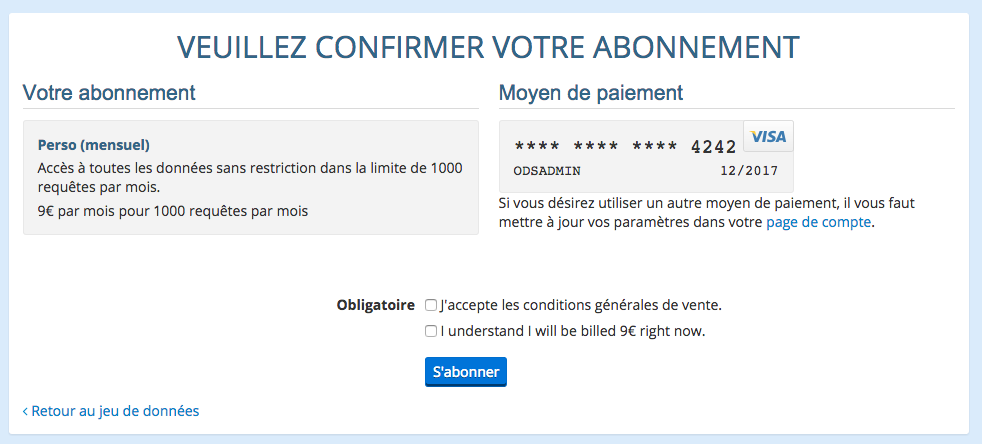 VEUILLEZ CONFIRMER VOTRE ABONNEMENT
Votre abonnement
Perso (mensuel)
Accès à toutes les données sans restriction dans la limite de 1000
requêtes par mois.
9€ par mois pour 1000 requêtes par mois
Moyen de paiement
VISA
**** **** **** 4242
ODSADMIN 12/2017
Si vous désirez utiliser un autre moyen de paiement, il vous faut
mettre à jour vos paramètres dans votre page de compte.
Obligatoire J'accepte les conditions générales de vente.
I understand I will be billed 9€ right now.
S'abonner
‹ Retour au jeu de données